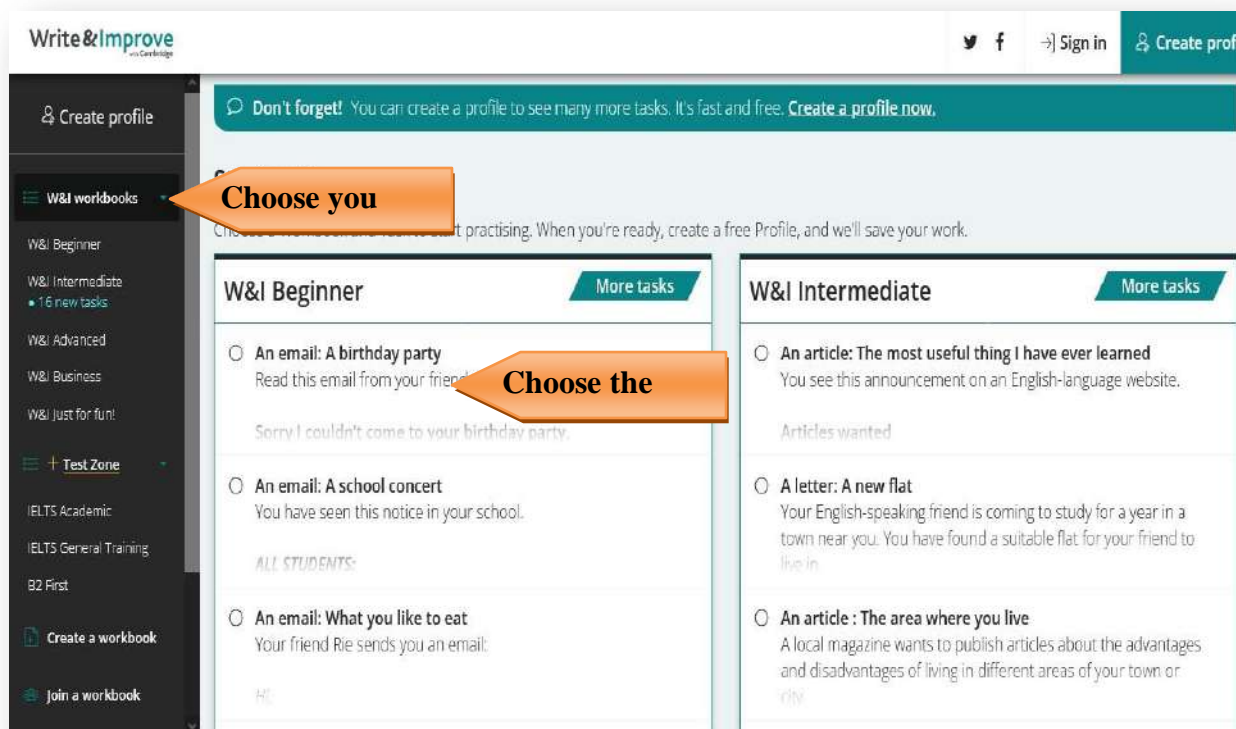 Write&Improve
with Cambridge
Sign in
Create prof
Create profile
Don't forget! You can create a profile to see many more tasks. It's fast and free. Create a profile now.
W&I workbooks
Choose you
W&I Beginner
W&I Intermediate
• 16 new tasks
W&I Advanced
W&I Business
W&I Just for fun!
+ Test Zone
IELTS Academic
IELTS General Training
B2 First
Create a workbook
Join a workbook
t practising. When you're ready, create a free Profile, and we'll save your work.
W&I Beginner
More tasks
An email: A birthday party
Read this email from your friend
Choose the
Sorry I couldn't come to your birthday party.
An email: A school concert
You have seen this notice in your school.
ALL STUDENTS:
An email: What you like to eat
Your friend Rie sends you an email:
Hi,
W&I Intermediate
More tasks
An article: The most useful thing I have ever learned
You see this announcement on an English-language website.
Articles wanted
A letter: A new flat
Your English-speaking friend is coming to study for a year in a
town near you. You have found a suitable flat for your friend to
live in.
An article : The area where you live
A local magazine wants to publish articles about the advantages
and disadvantages of living in different areas of your town or
city.